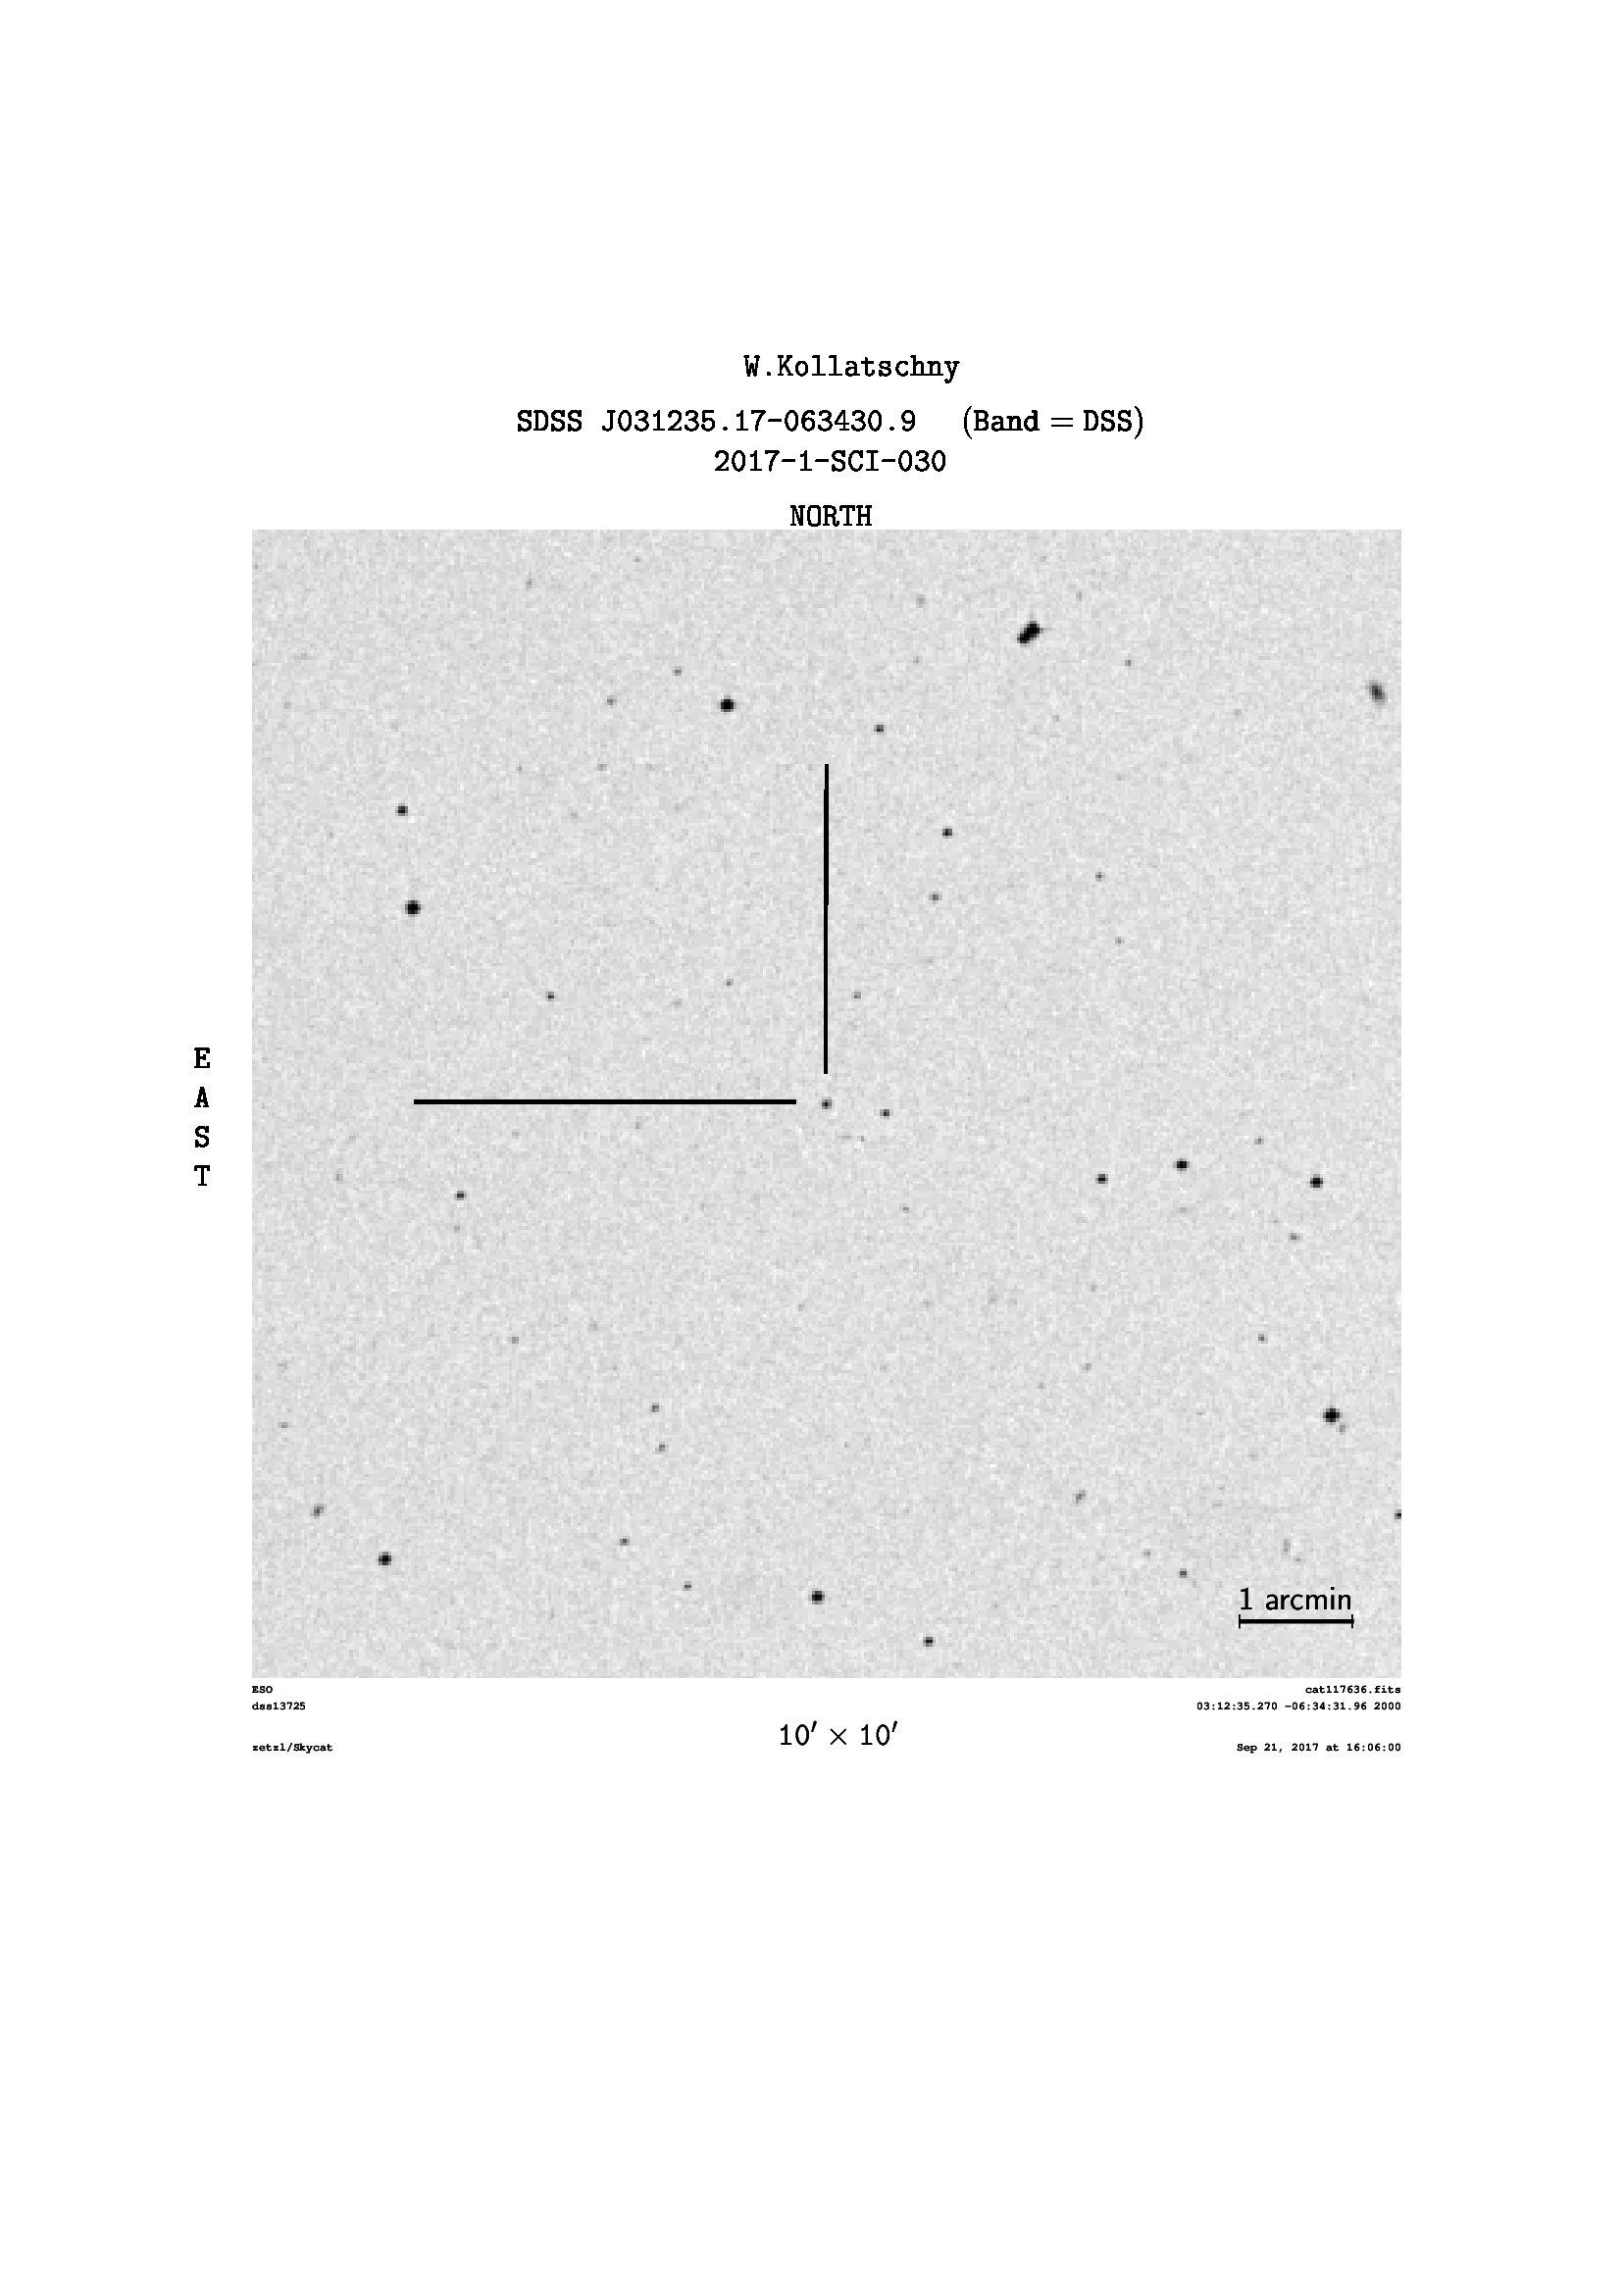 W.Kollatschny
SDSS J031235.17-063430.9 (Band = DSS)
2017-1-SCI-030
NORTH
E
A
S
T
1 arcmin
ESO
cat117636.fits
dss13725
03:12:35.270 -06:34:31.96 2000
10′ × 10′
zetzl/Skycat
Sep 21, 2017 at 16:06:00